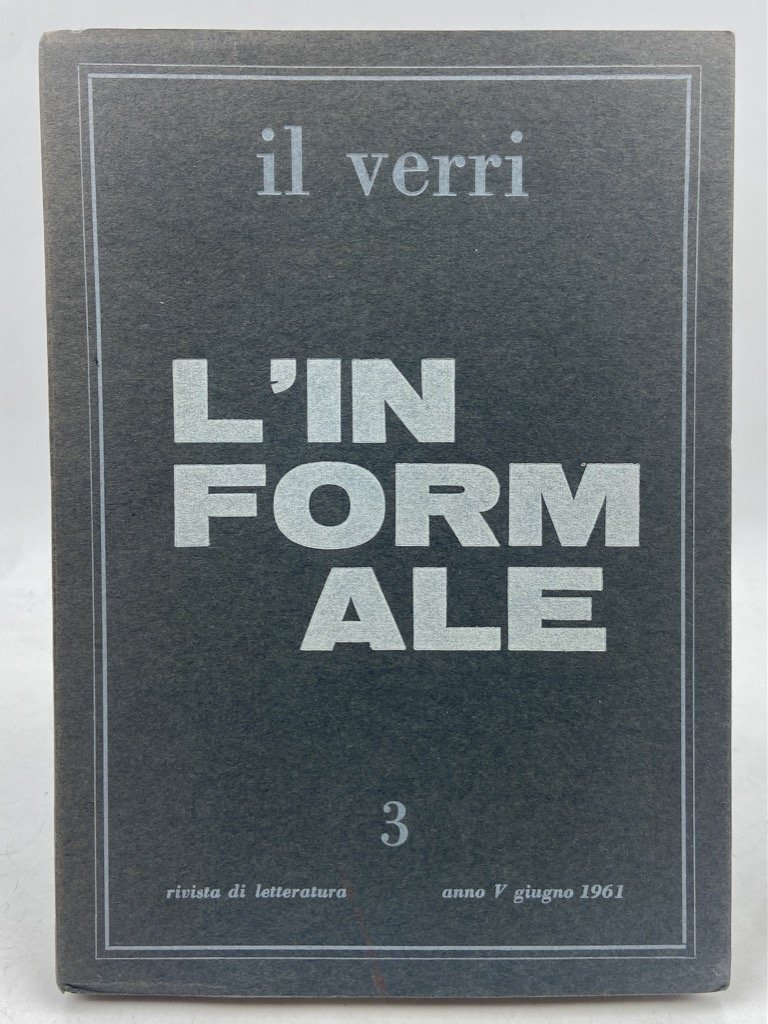 il verri
L'IN
FORM
ALE
3
rivista di letteratura anno V giugno 1961